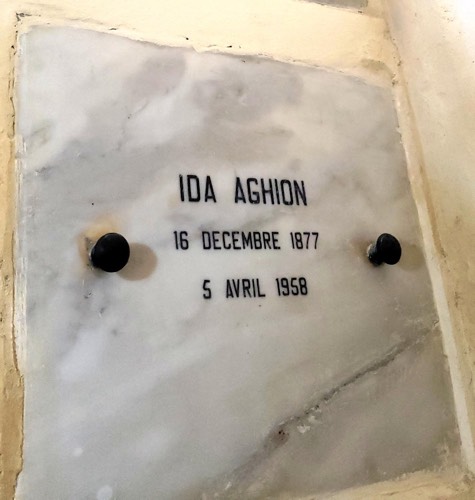 IDA AGHION
16 DECEMBRE 1877
5 AVRIL 1958